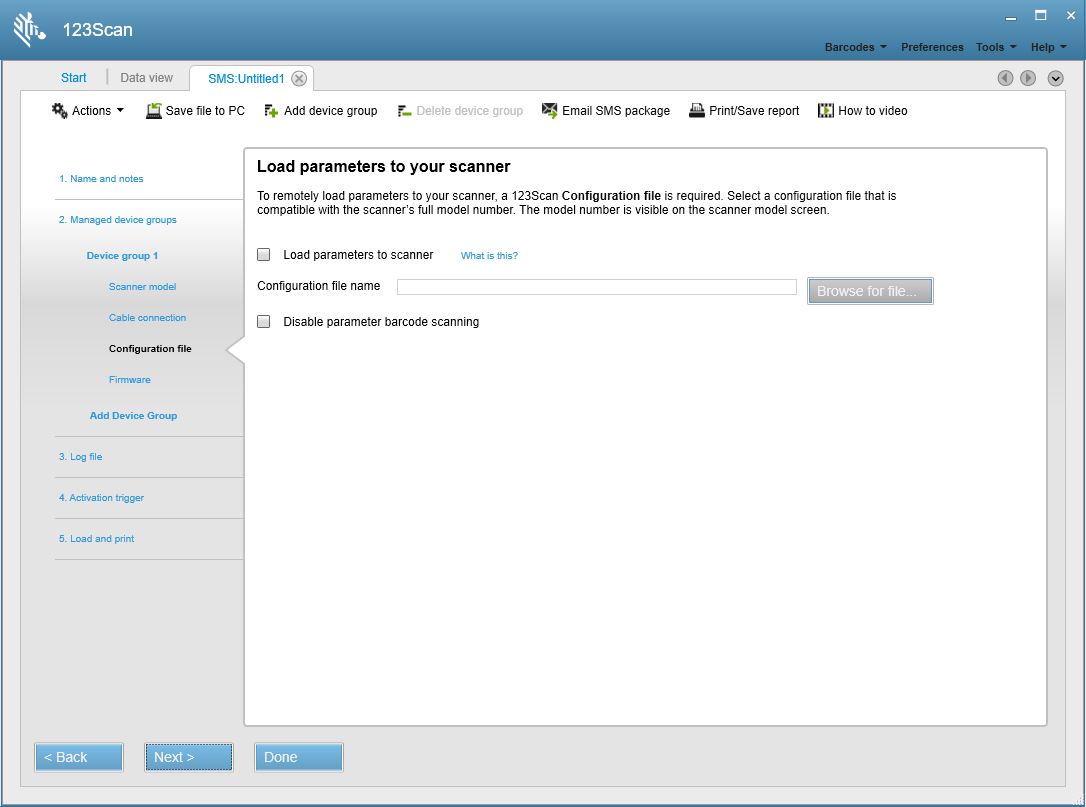 123Scan
Barcodes Preferences Tools Help
Start Data view SMS:Untitled1
Actions Save file to PC Add device group Delete device group Email SMS package Print/Save report How to video
1. Name and notes
2. Managed device groups
Device group 1
Scanner model
Cable connection
Configuration file
Firmware
Add Device Group
3. Log file
4. Activation trigger
5. Load and print
Load parameters to your scanner
To remotely load parameters to your scanner, a 123Scan Configuration file is required. Select a configuration file that is
compatible with the scanner's full model number. The model number is visible on the scanner model screen.
Load parameters to scanner What is this?
Configuration file name Browse for file...
Disable parameter barcode scanning
< Back Next > Done